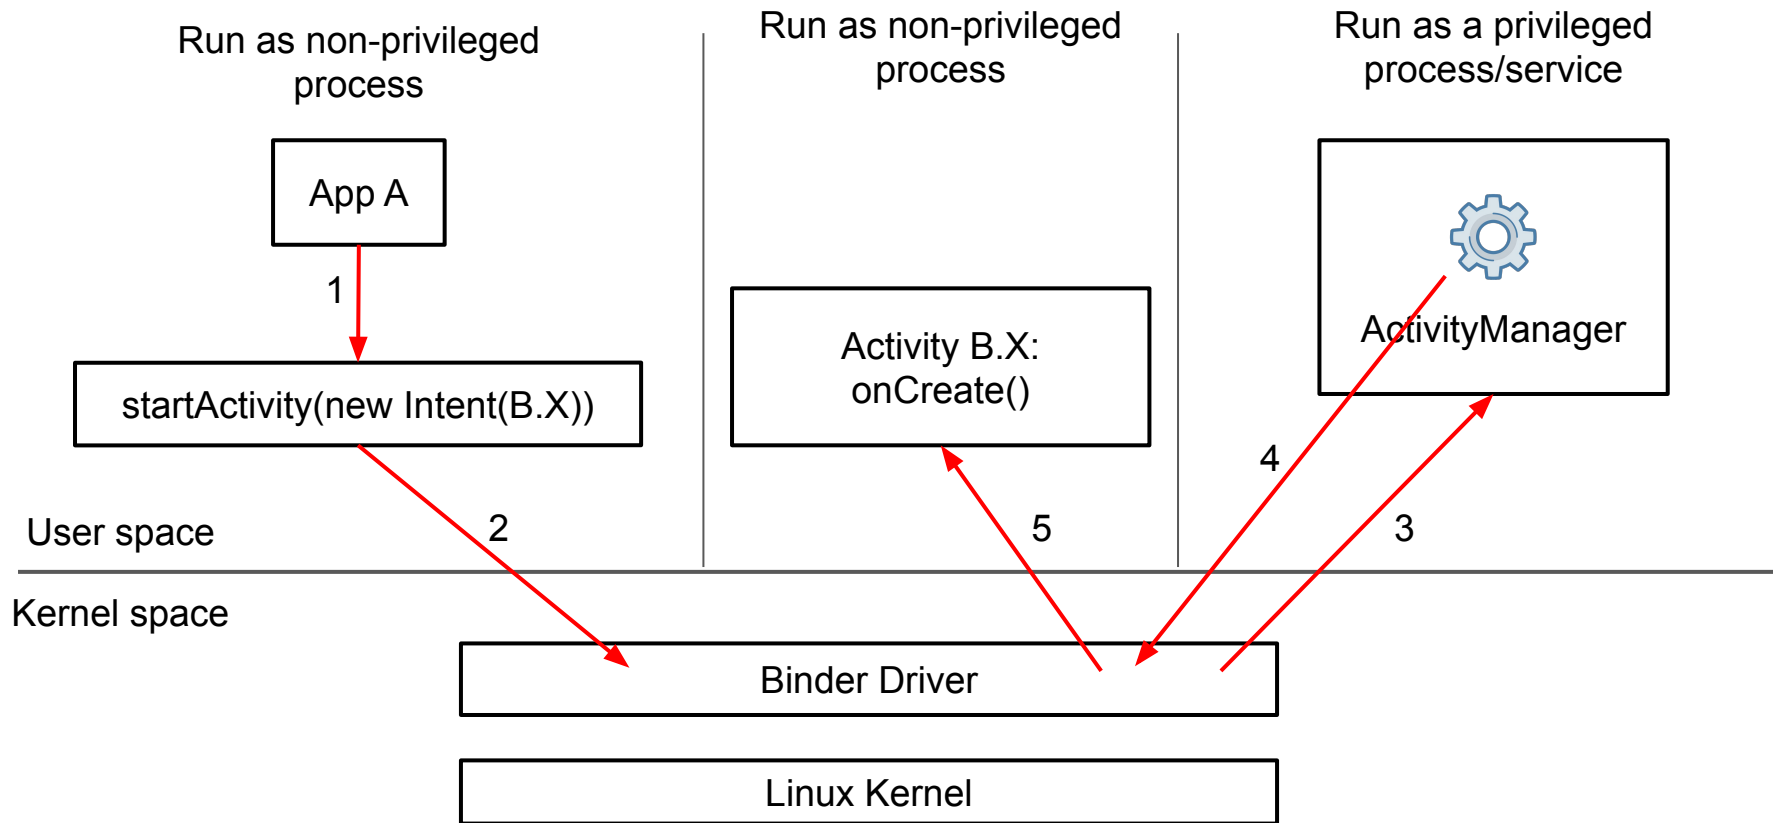 Run as non-privileged
process
Run as non-privileged
process
Run as a privileged
process/service
App A
1
startActivity(new Intent(B.X))
Activity B.X:
onCreate()
ActivityManager
2
5
4
3
User space
Kernel space
Binder Driver
Linux Kernel